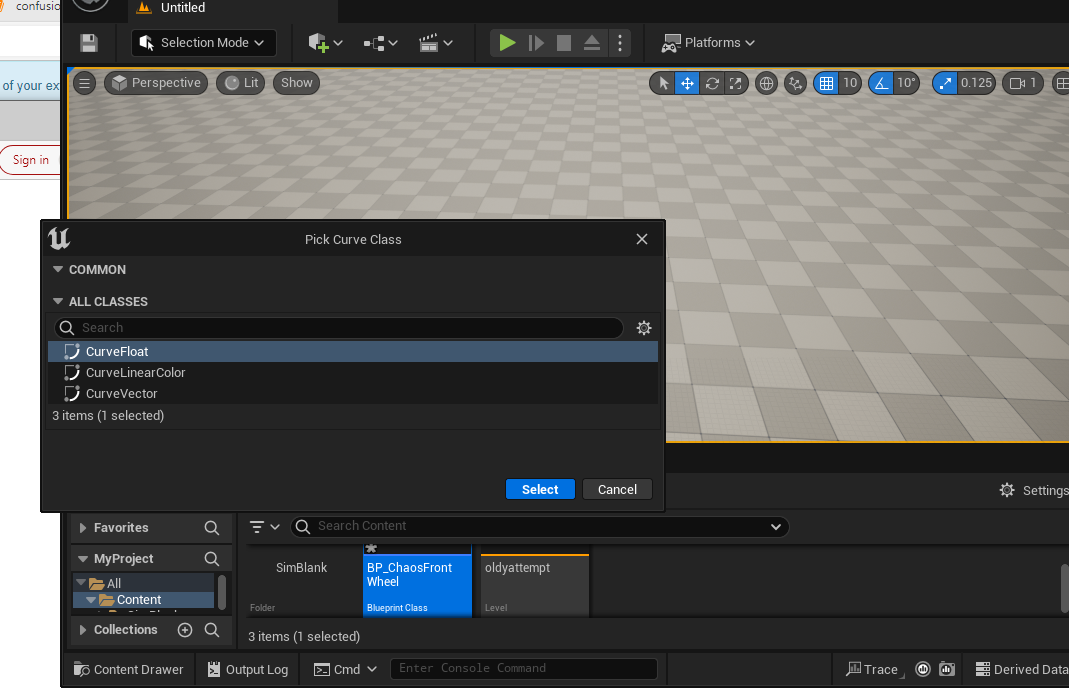 confusio
Untitled
Selection Mode
Platforms
of your ex
Perspective
Lit
Show
10
10°
0.125
1
Sign in
Pick Curve Class
COMMON
ALL CLASSES
Search
CurveFloat
CurveLinearColor
CurveVector
3 items (1 selected)
Select
Cancel
Settings
Favorites
Search Content
MyProject
All
Content
Collections
SimBlank
Folder
BP_ChaosFront
Wheel
Blueprint Class
oldyattempt
Level
3 items (1 selected)
Content Drawer
Output Log
Cmd
Enter Console Command
Trace
Derived Data